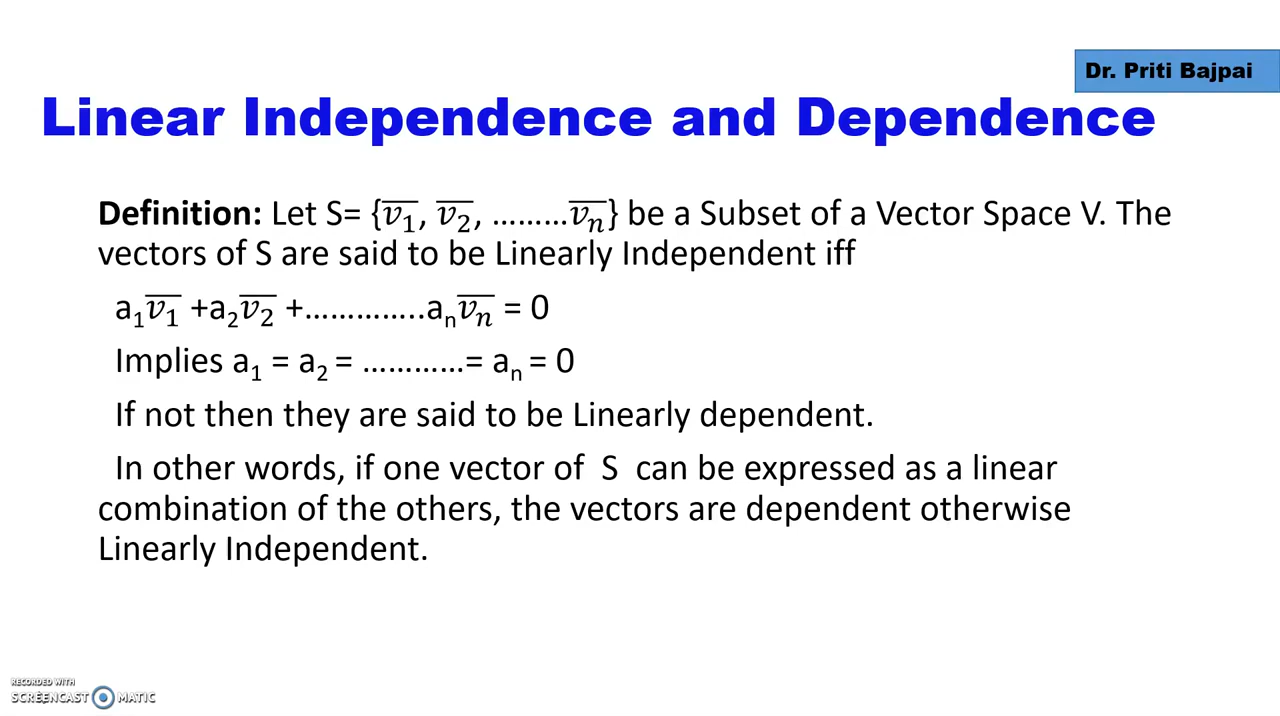 Dr. Priti Bajpai
Linear Independence and Dependence
Definition: Let S= {v̅₁, v̅₂, ………v̅ₙ} be a Subset of a Vector Space V. The
vectors of S are said to be Linearly Independent iff
a₁v̅₁ +a₂v̅₂ +…………..aₙv̅ₙ = 0
Implies a₁ = a₂ = …………= aₙ = 0
If not then they are said to be Linearly dependent.
In other words, if one vector of S can be expressed as a linear
combination of the others, the vectors are dependent otherwise
Linearly Independent.
RECORDED WITH
SCREENCAST MATIC